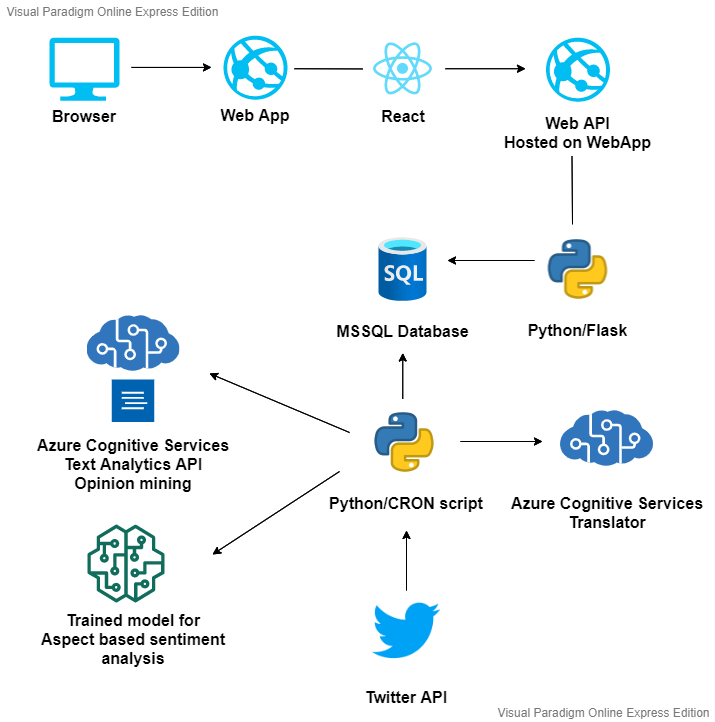 Visual Paradigm Online Express Edition
Browser
Web App
React
Web API
Hosted on WebApp
SQL
MSSQL Database
Python/Flask
Azure Cognitive Services
Text Analytics API
Opinion mining
Python/CRON script
Azure Cognitive Services
Translator
Trained model for
Aspect based sentiment
analysis
Twitter API
Visual Paradigm Online Express Edition